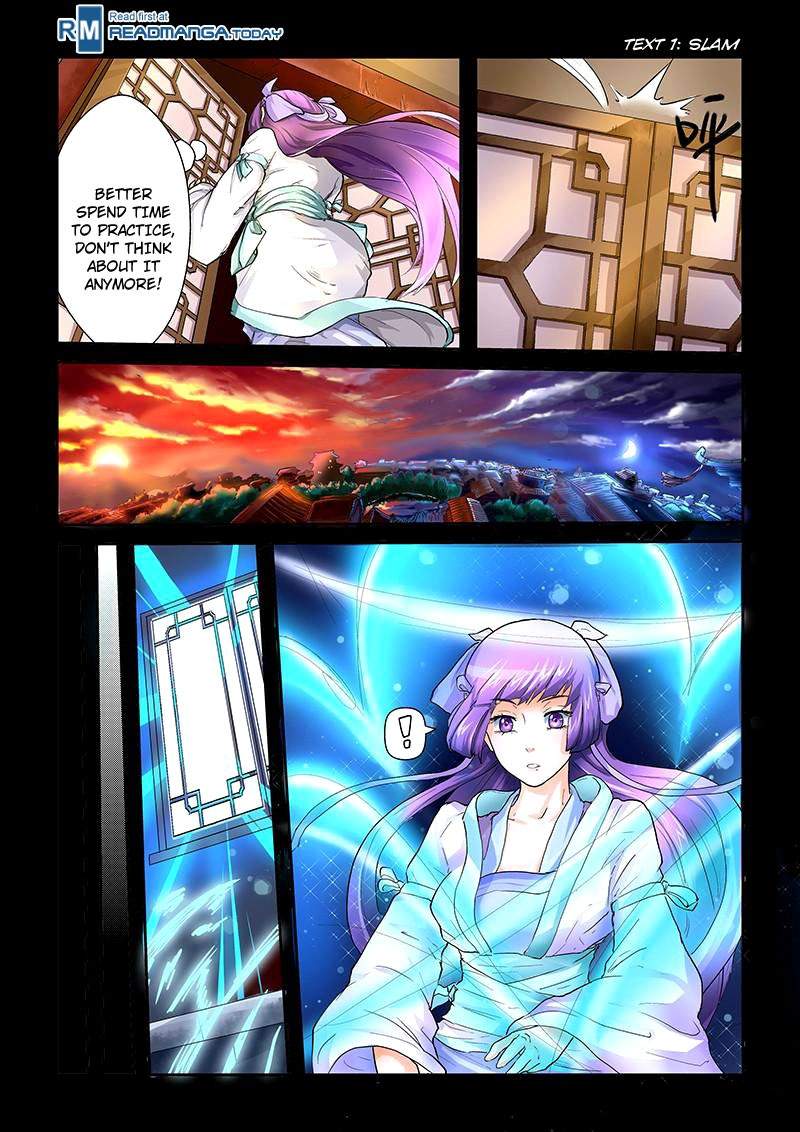 Read first at
RM READMANGA.TODAY
TEXT 1: SLAM
BETTER
SPEND TIME
TO PRACTICE,
DON'T THINK
ABOUT IT
ANYMORE!
呯
!